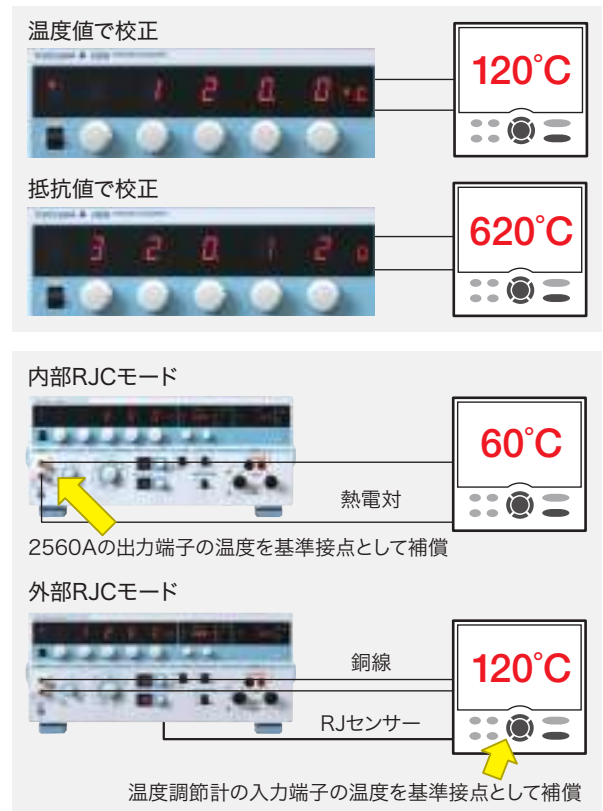 温度値で校正
120.0 °C
120°C
抵抗値で校正
320.12 Ω
620°C
内部RJCモード
60°C
熱電対
2560Aの出力端子の温度を基準接点として補償
外部RJCモード
120°C
銅線
RJセンサー
温度調節計の入力端子の温度を基準接点として補償